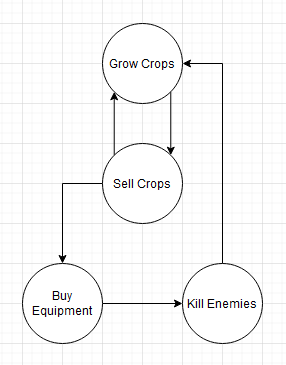 Grow Crops
Sell Crops
Buy
Equipment
Kill Enemies